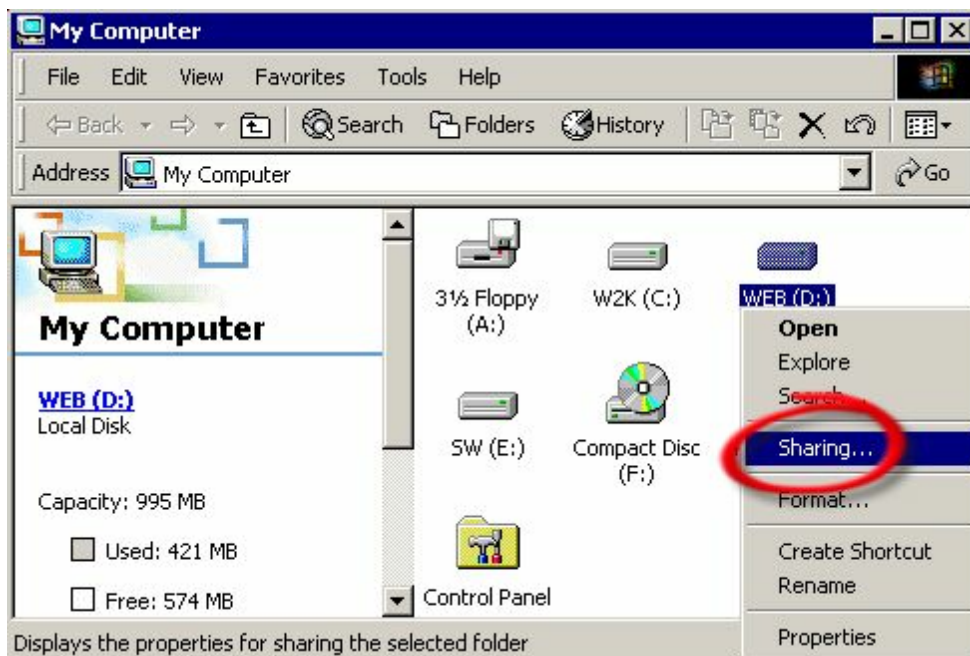 My Computer
File Edit View Favorites Tools Help
Back Search Folders History
Address My Computer Go
My Computer
WEB (D:)
Local Disk
Capacity: 995 MB
Used: 421 MB
Free: 574 MB
3½ Floppy
(A:)
W2K (C:)
WEB (D:)
SW (E:)
Compact Disc
(F:)
Control Panel
Open
Explore
Search...
Sharing...
Format...
Create Shortcut
Rename
Properties
Displays the properties for sharing the selected folder